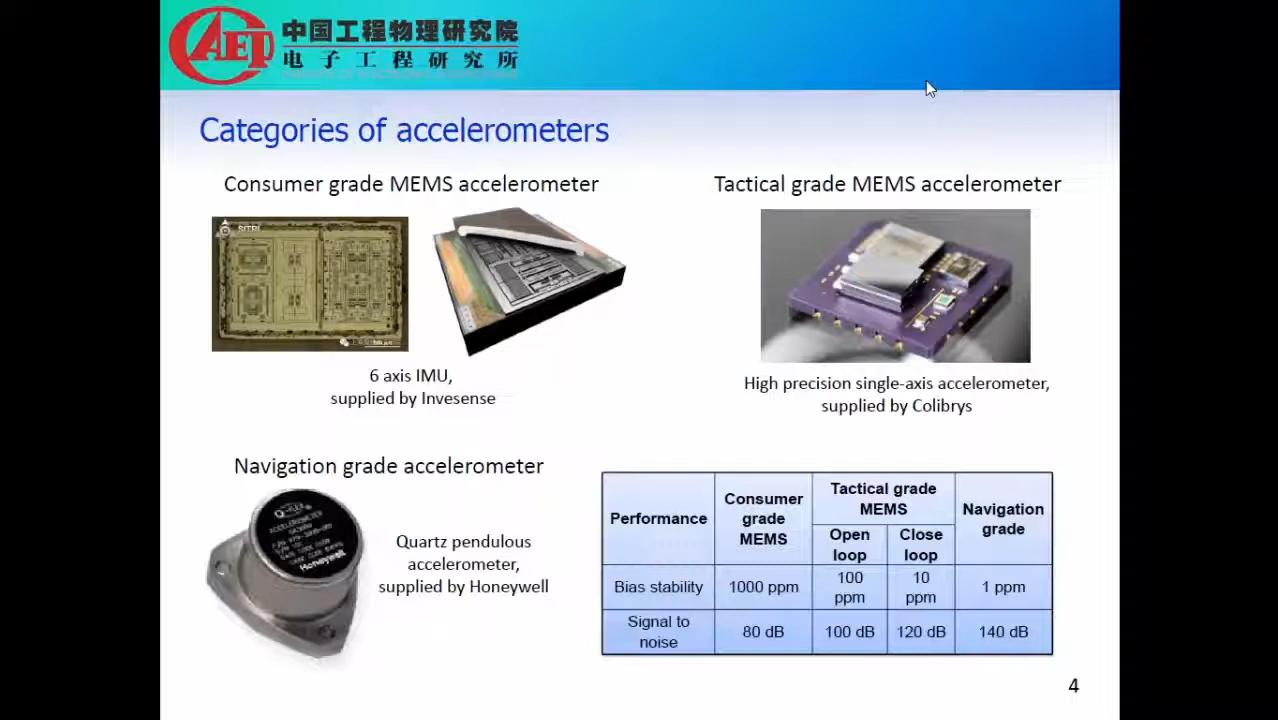 中国工程物理研究院
电子工程研究所
Categories of accelerometers
Consumer grade MEMS accelerometer
Tactical grade MEMS accelerometer
SITRI
6 axis IMU,
supplied by Invesense
High precision single-axis accelerometer,
supplied by Colibrys
Navigation grade accelerometer
ACCELEROMETER
Honeywell
Quartz pendulous
accelerometer,
supplied by Honeywell
Performance
Consumer
grade
MEMS
Tactical grade
MEMS
Navigation
grade
Open
loop
Close
loop
Bias stability
1000 ppm
100
ppm
10
ppm
1 ppm
Signal to
noise
80 dB
100 dB
120 dB
140 dB
4